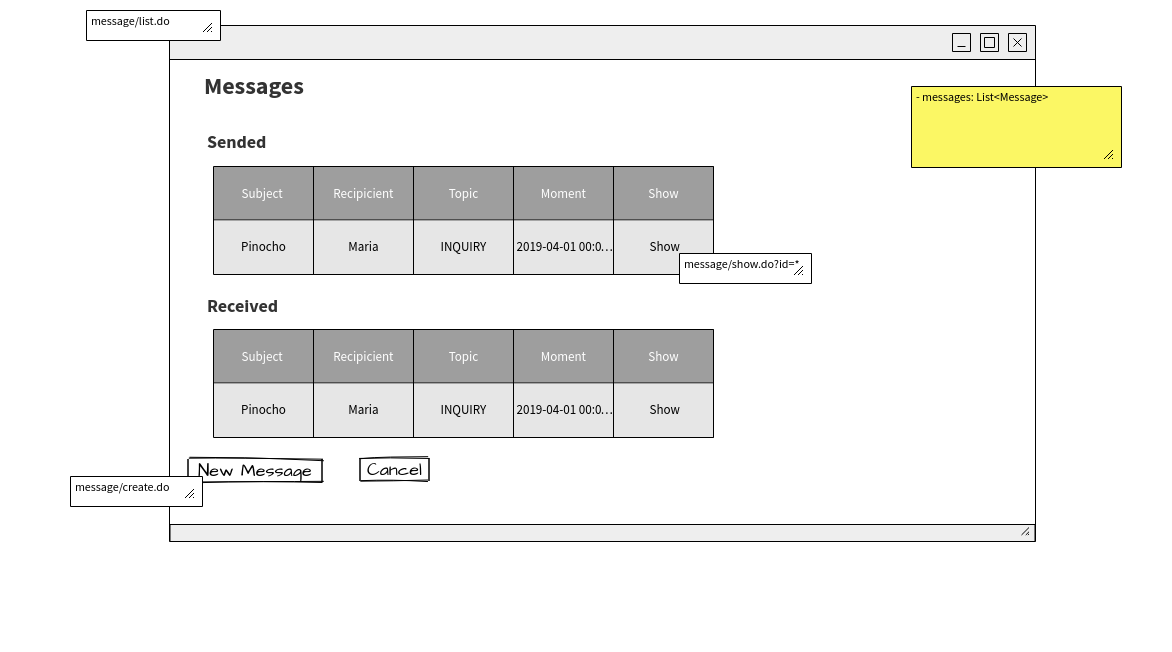 message/list.do
Messages
- messages: List<Message>
Sended
Subject Recipicient Topic Moment Show
Pinocho Maria INQUIRY 2019-04-01 00:0... Show
message/show.do?id=*
Received
Subject Recipicient Topic Moment Show
Pinocho Maria INQUIRY 2019-04-01 00:0... Show
New Message Cancel
message/create.do